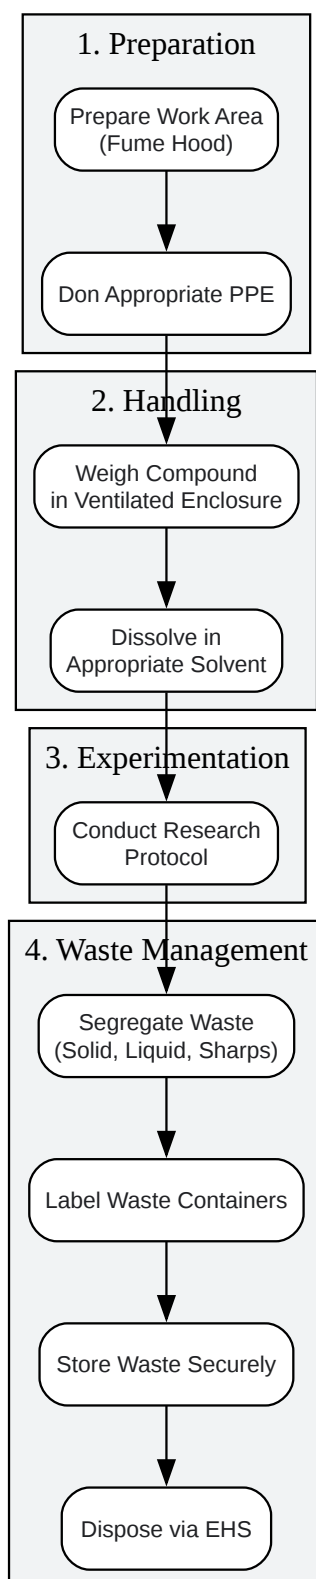 1. Preparation
Prepare Work Area
(Fume Hood)
Don Appropriate PPE
2. Handling
Weigh Compound
in Ventilated Enclosure
Dissolve in
Appropriate Solvent
3. Experimentation
Conduct Research
Protocol
4. Waste Management
Segregate Waste
(Solid, Liquid, Sharps)
Label Waste Containers
Store Waste Securely
Dispose via EHS